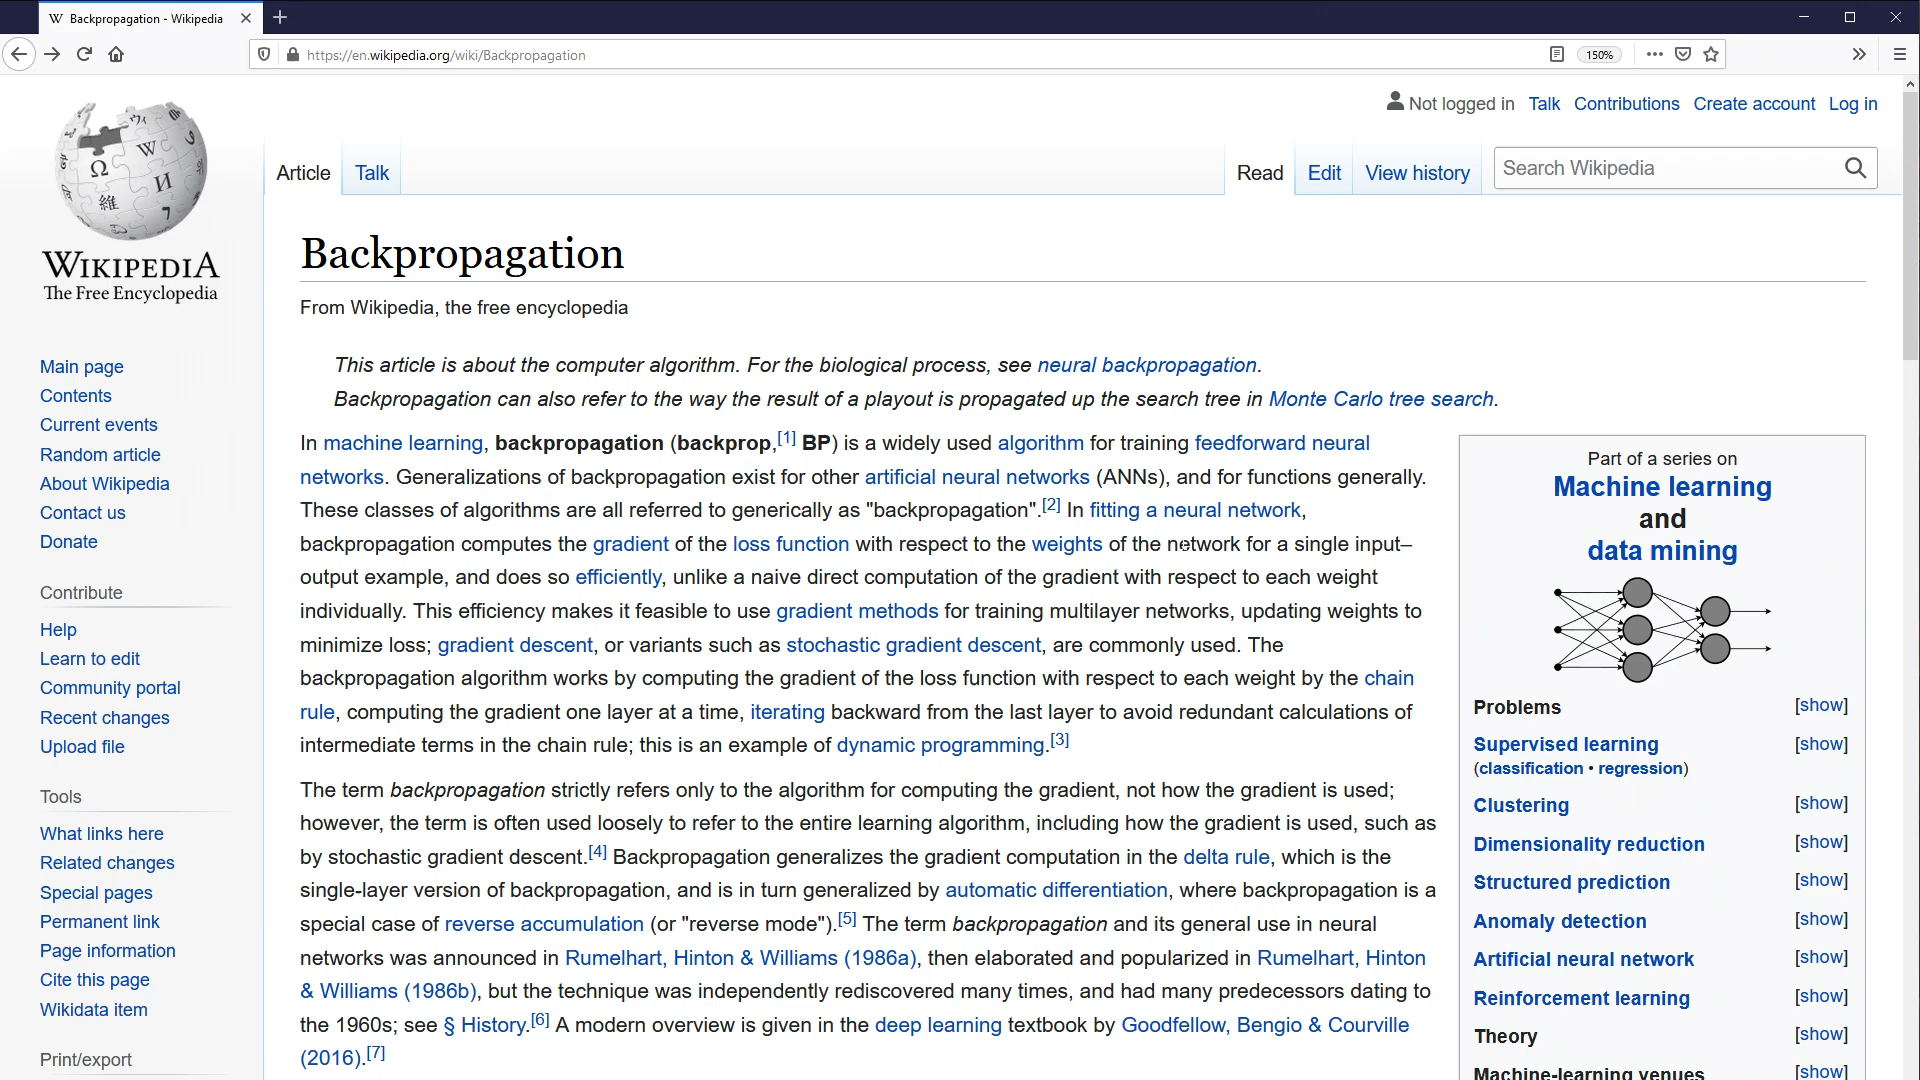 Backpropagation - Wikipedia
https://en.wikipedia.org/wiki/Backpropagation
150%
Not logged in Talk Contributions Create account Log in
Article Talk
Read Edit View history
Search Wikipedia
WIKIPEDIA
The Free Encyclopedia
Main page
Contents
Current events
Random article
About Wikipedia
Contact us
Donate
Contribute
Help
Learn to edit
Community portal
Recent changes
Upload file
Tools
What links here
Related changes
Special pages
Permanent link
Page information
Cite this page
Wikidata item
Print/export
Backpropagation
From Wikipedia, the free encyclopedia
This article is about the computer algorithm. For the biological process, see neural backpropagation.
Backpropagation can also refer to the way the result of a playout is propagated up the search tree in Monte Carlo tree search.
In machine learning, backpropagation (backprop,[1] BP) is a widely used algorithm for training feedforward neural
networks. Generalizations of backpropagation exist for other artificial neural networks (ANNs), and for functions generally.
These classes of algorithms are all referred to generically as "backpropagation".[2] In fitting a neural network,
backpropagation computes the gradient of the loss function with respect to the weights of the network for a single input–
output example, and does so efficiently, unlike a naive direct computation of the gradient with respect to each weight
individually. This efficiency makes it feasible to use gradient methods for training multilayer networks, updating weights to
minimize loss; gradient descent, or variants such as stochastic gradient descent, are commonly used. The
backpropagation algorithm works by computing the gradient of the loss function with respect to each weight by the chain
rule, computing the gradient one layer at a time, iterating backward from the last layer to avoid redundant calculations of
intermediate terms in the chain rule; this is an example of dynamic programming.[3]
The term backpropagation strictly refers only to the algorithm for computing the gradient, not how the gradient is used;
however, the term is often used loosely to refer to the entire learning algorithm, including how the gradient is used, such as
by stochastic gradient descent.[4] Backpropagation generalizes the gradient computation in the delta rule, which is the
single-layer version of backpropagation, and is in turn generalized by automatic differentiation, where backpropagation is a
special case of reverse accumulation (or "reverse mode").[5] The term backpropagation and its general use in neural
networks was announced in Rumelhart, Hinton & Williams (1986a), then elaborated and popularized in Rumelhart, Hinton
& Williams (1986b), but the technique was independently rediscovered many times, and had many predecessors dating to
the 1960s; see § History.[6] A modern overview is given in the deep learning textbook by Goodfellow, Bengio & Courville
(2016).[7]
Part of a series on
Machine learning
and
data mining
Problems [show]
Supervised learning [show]
(classification • regression)
Clustering [show]
Dimensionality reduction [show]
Structured prediction [show]
Anomaly detection [show]
Artificial neural network [show]
Reinforcement learning [show]
Theory [show]
Machine-learning venues [show]